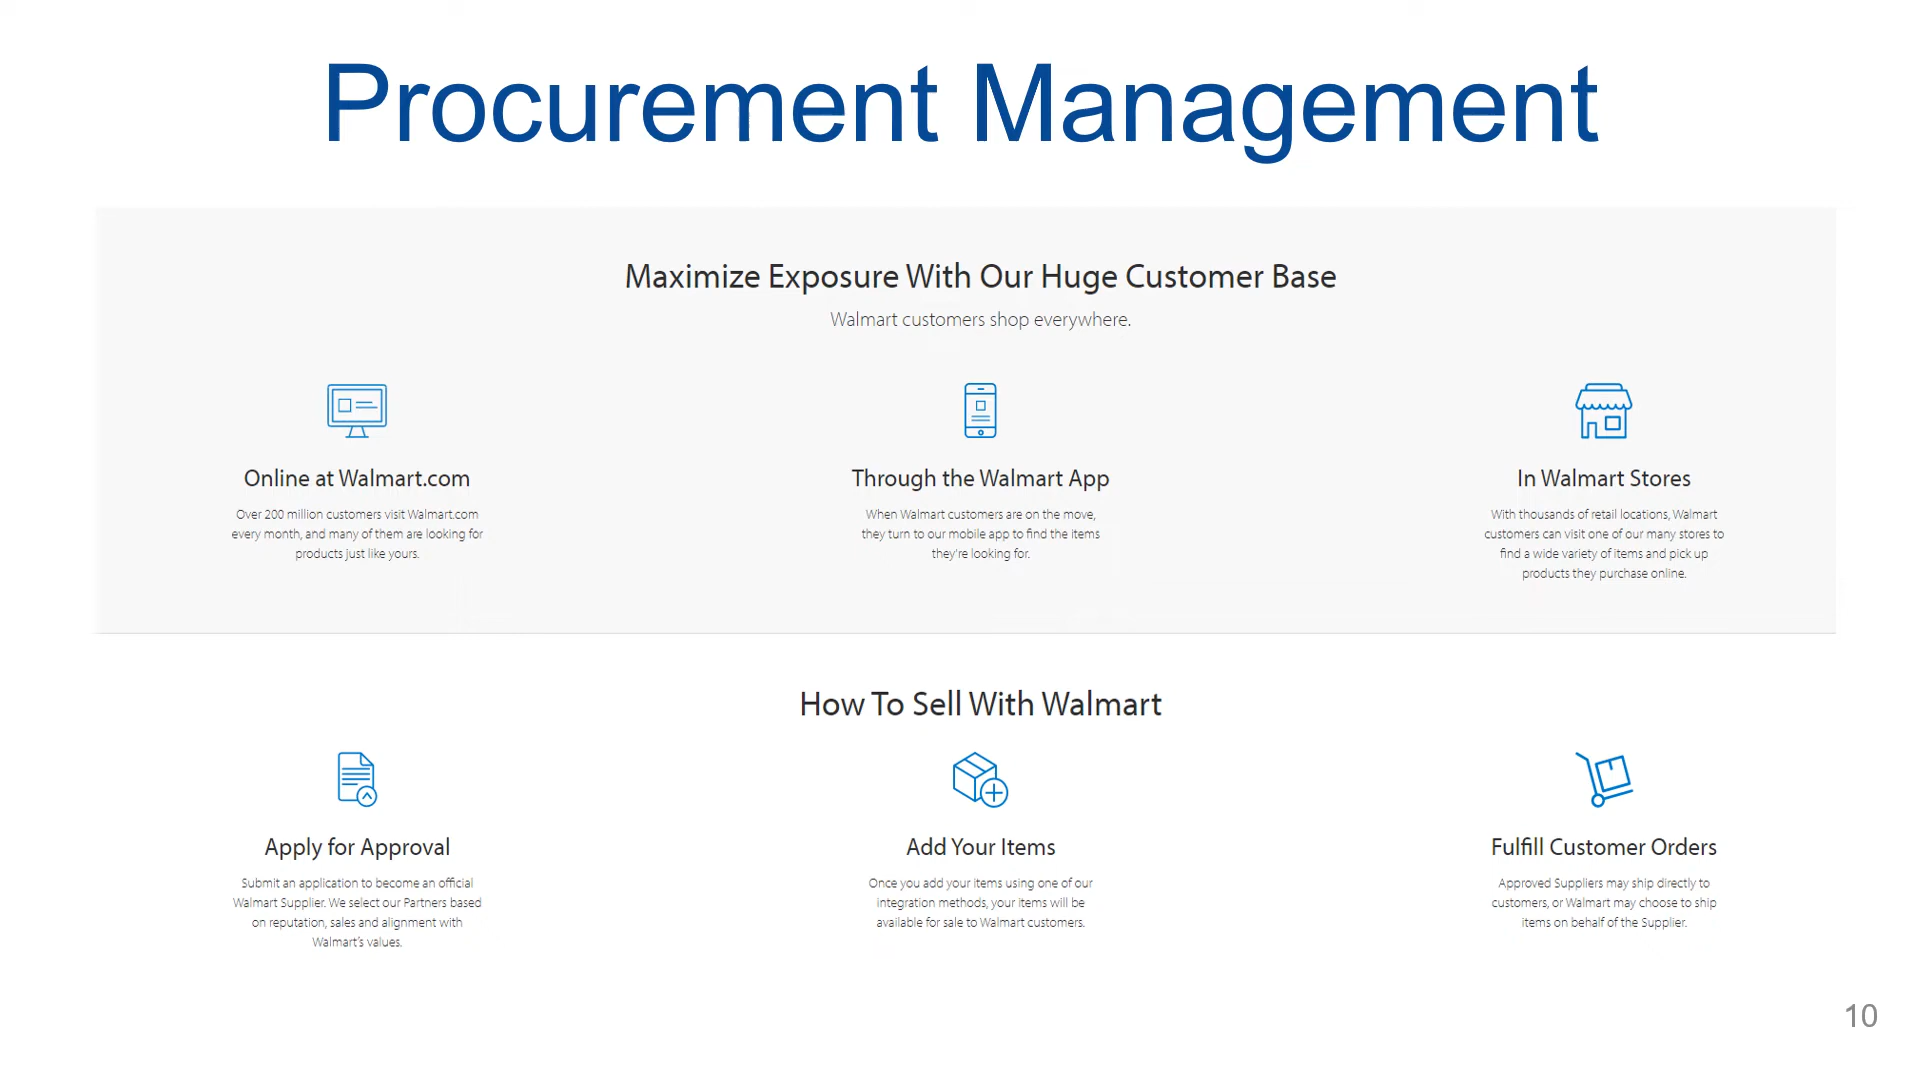 Procurement Management
Maximize Exposure With Our Huge Customer Base
Walmart customers shop everywhere.
Online at Walmart.com
Over 200 million customers visit Walmart.com
every month, and many of them are looking for
products just like yours.
Through the Walmart App
When Walmart customers are on the move,
they turn to our mobile app to find the items
they're looking for.
In Walmart Stores
With thousands of retail locations, Walmart
customers can visit one of our many stores to
find a wide variety of items and pick up
products they purchase online.
How To Sell With Walmart
Apply for Approval
Submit an application to become an official
Walmart Supplier. We select our Partners based
on reputation, sales and alignment with
Walmart's values.
Add Your Items
Once you add your items using one of our
integration methods, your items will be
available for sale to Walmart customers.
Fulfill Customer Orders
Approved Suppliers may ship directly to
customers, or Walmart may choose to ship
items on behalf of the Supplier.
10